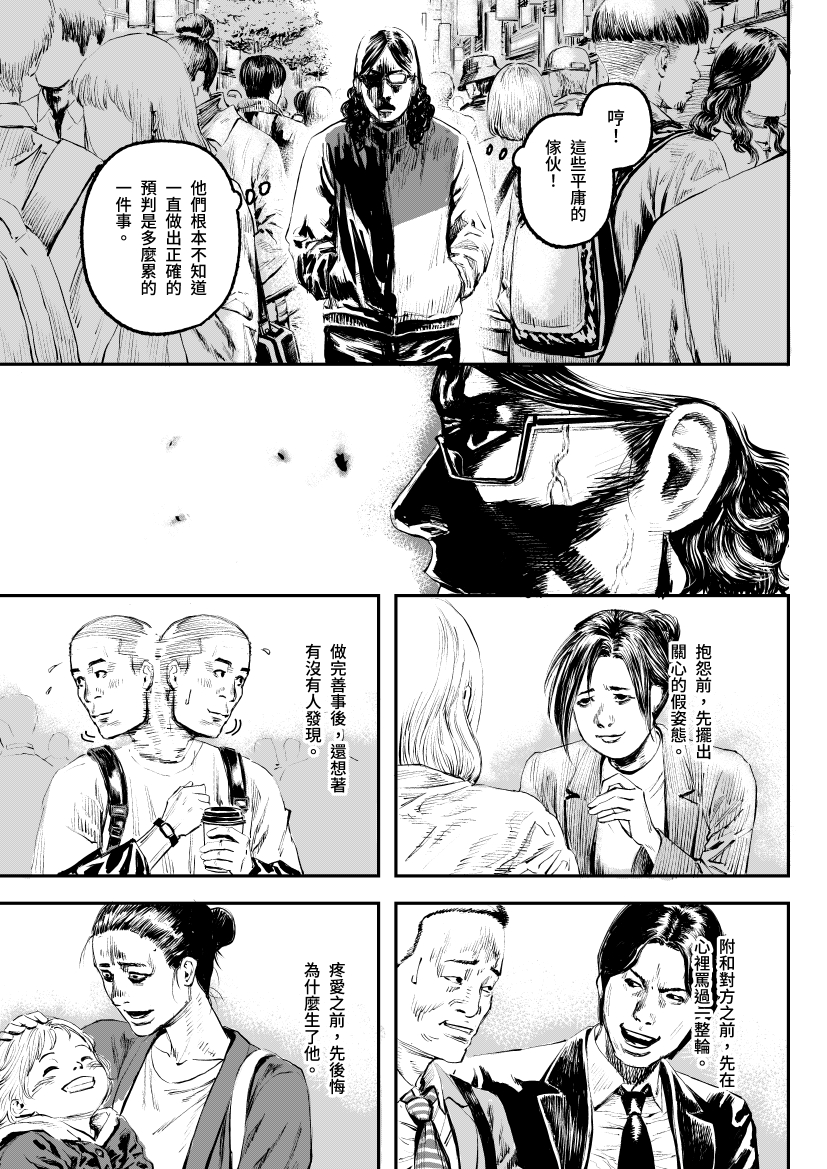 哼！
這些平庸的
傢伙！
他們根本不知道
一直做出正確的
預判是多麼累的
一件事。
抱怨前，先擺出
關心的假姿態。
做完善事後，還想著
有沒有人發現。
附和對方之前，先在
心裡罵過一整輪。
疼愛之前，先後悔
為什麼生了他。